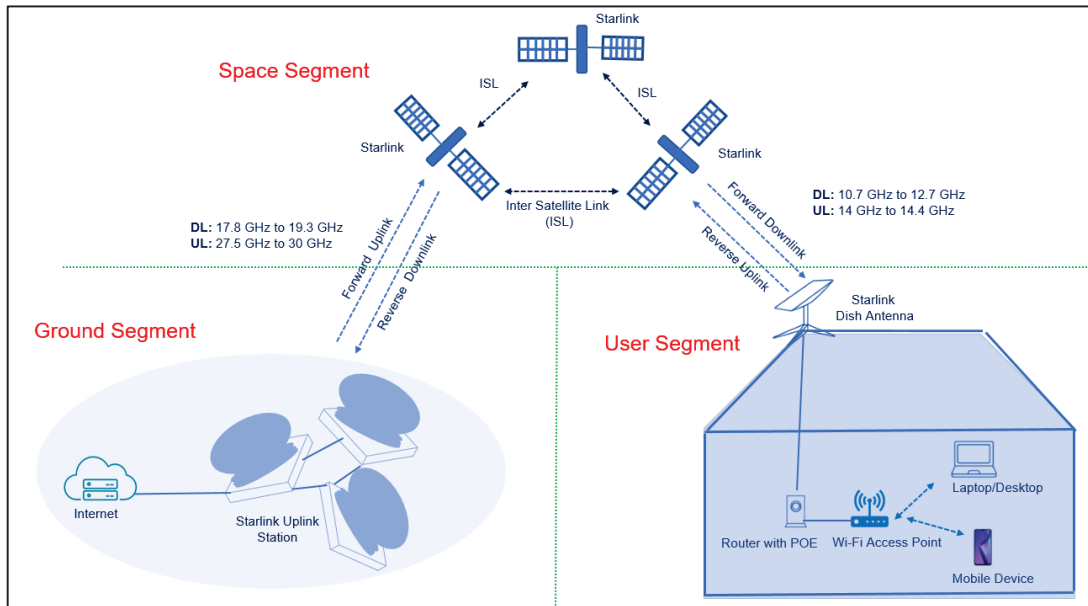 Starlink
Space Segment
ISL
ISL
Starlink
Starlink
Inter Satellite Link
(ISL)
DL: 17.8 GHz to 19.3 GHz
UL: 27.5 GHz to 30 GHz
DL: 10.7 GHz to 12.7 GHz
UL: 14 GHz to 14.4 GHz
Forward Uplink
Reverse Downlink
Forward Downlink
Reverse Uplink
Ground Segment
Internet
Starlink Uplink
Station
User Segment
Starlink
Dish Antenna
Laptop/Desktop
Router with POE
Wi-Fi Access Point
Mobile Device